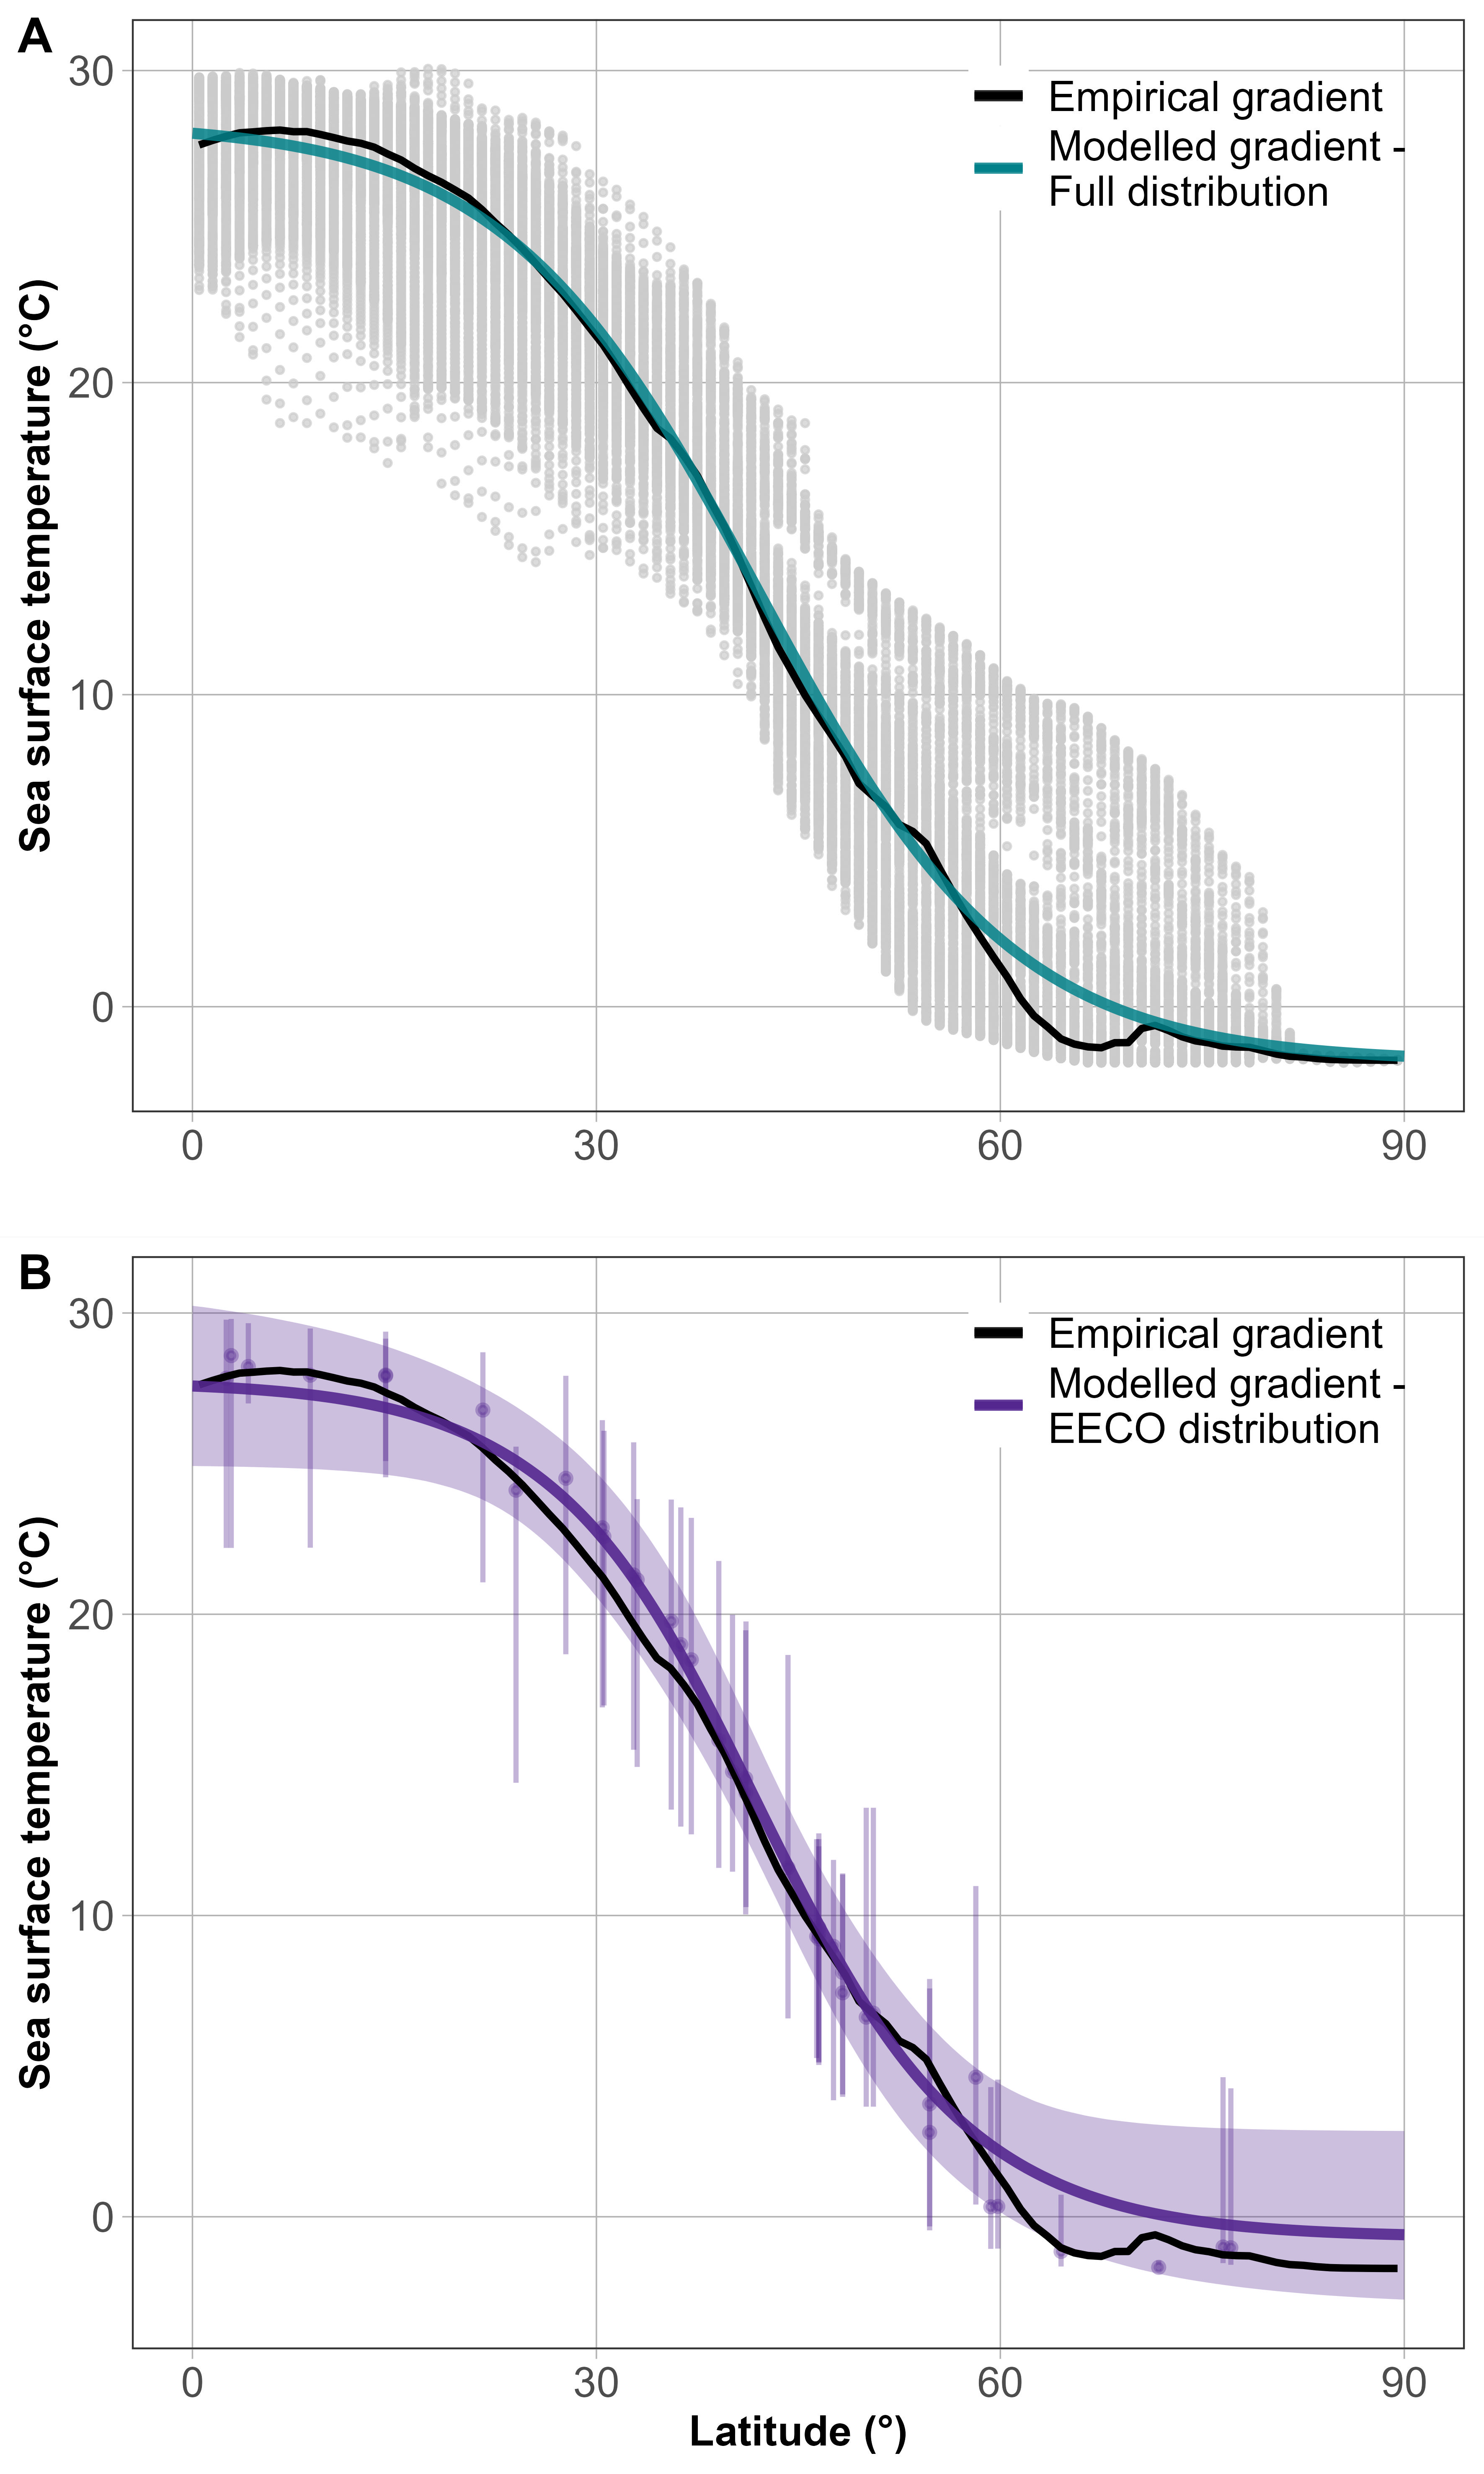 A
30
20
10
0
Sea surface temperature (°C)
Empirical gradient
Modelled gradient -
Full distribution
0
30
60
90
B
30
20
10
0
Sea surface temperature (°C)
Empirical gradient
Modelled gradient -
EECO distribution
0
30
60
90
Latitude (°)